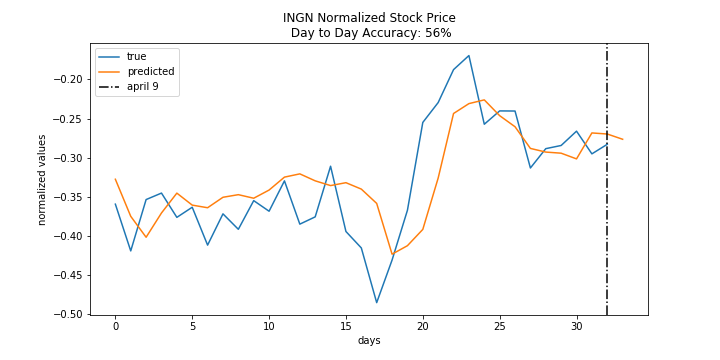 INGN Normalized Stock Price
Day to Day Accuracy: 56%
true
predicted
april 9
normalized values
−0.20
−0.25
−0.30
−0.35
−0.40
−0.45
−0.50
0
5
10
15
20
25
30
days